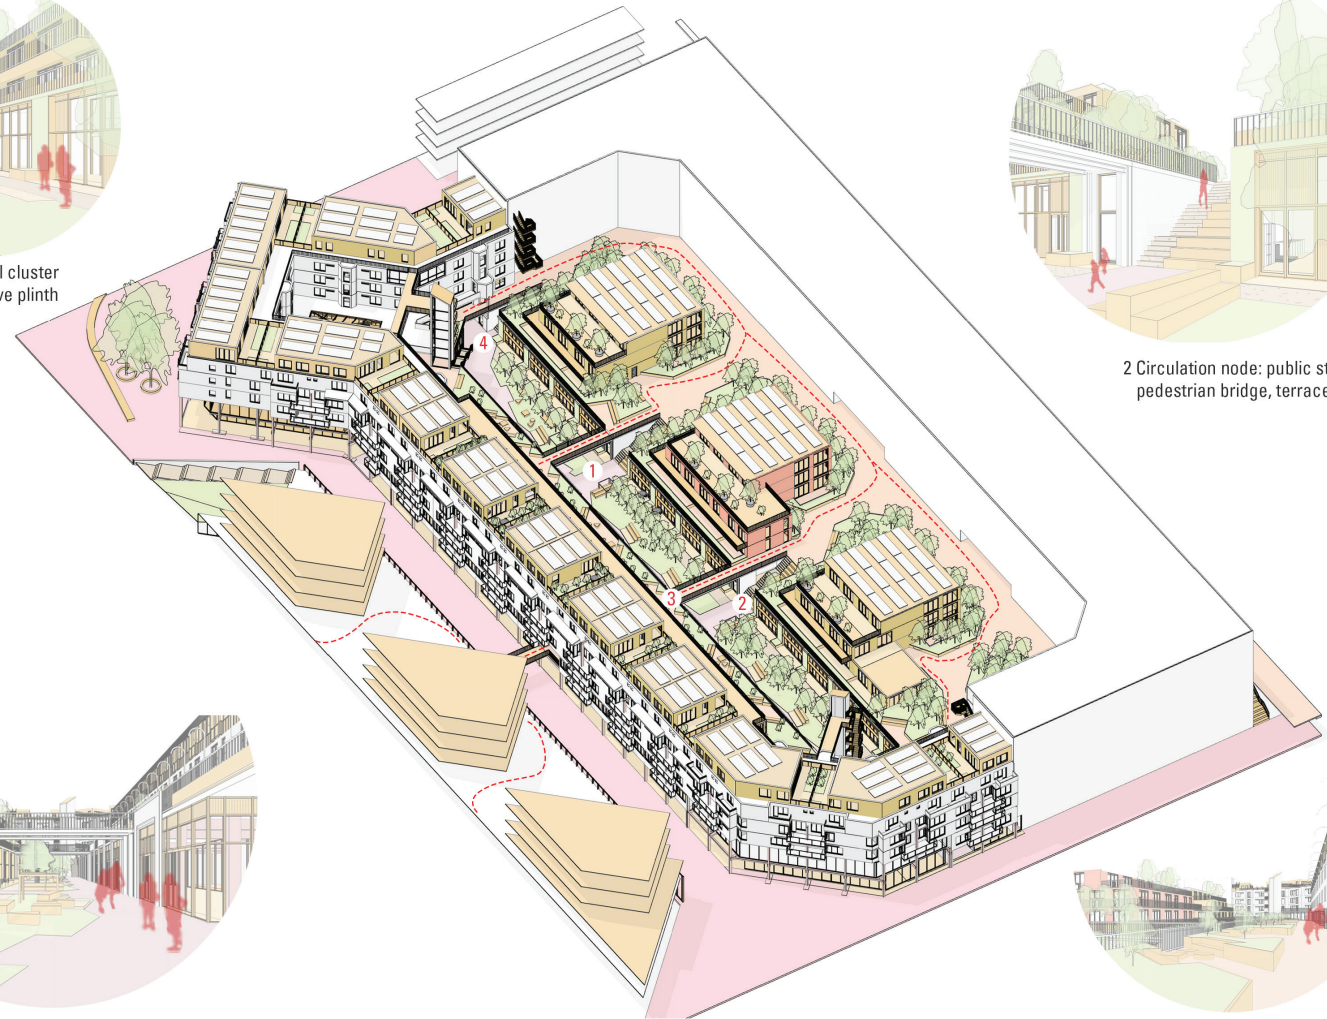 l cluster
ve plinth
2 Circulation node: public st
pedestrian bridge, terrace
4
1
3
2